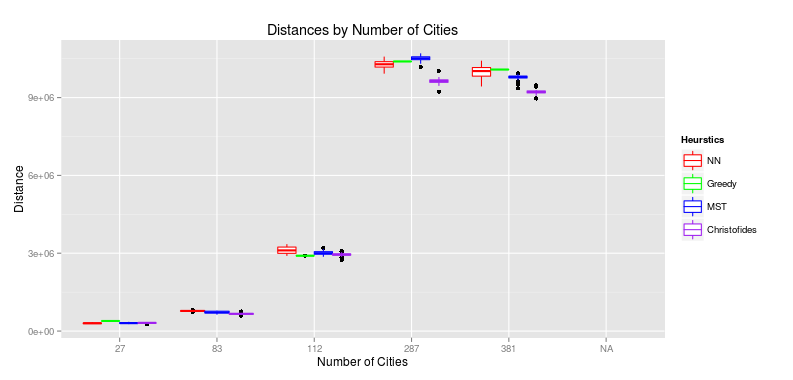 Distances by Number of Cities
Distance
9e+06
6e+06
3e+06
0e+00
27 83 112 287 381 NA
Number of Cities
Heurstics
NN
Greedy
MST
Christofides